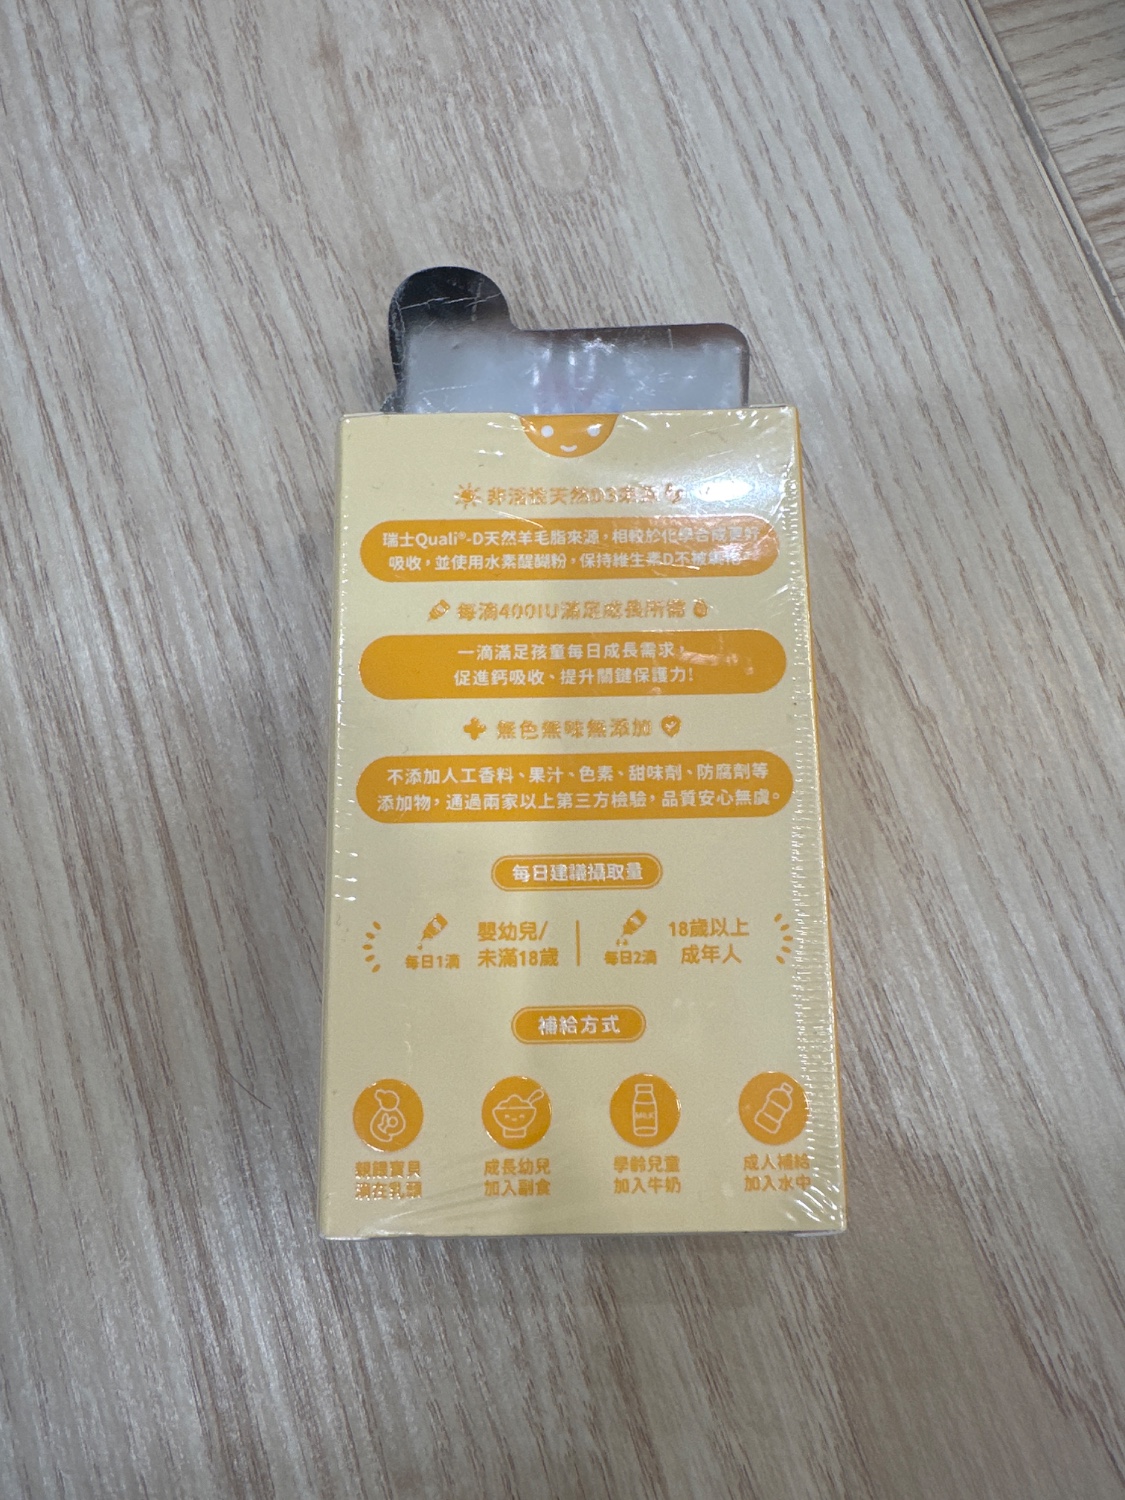 非活性天然D3來源
瑞士Quali®-D天然羊毛脂來源，相較於化學合成更好
吸收，並使用水素醍醐粉，保持維生素D不被
每滴400IU滿足成長所需
一滴滿足孩童每日成長需求，
促進鈣吸收、提升關鍵保護力！
無色無味無添加
不添加人工香料、果汁、色素、甜味劑、防腐劑等
添加物，通過兩家以上第三方檢驗，品質安心無虞。
每日建議攝取量
每日1滴 嬰幼兒/未滿18歲
每日2滴 18歲以上成年人
補給方式
親餵寶貝
滴在乳頭
成長幼兒
加入副食
MILK
學齡兒童
加入牛奶
成人補給
加入水中